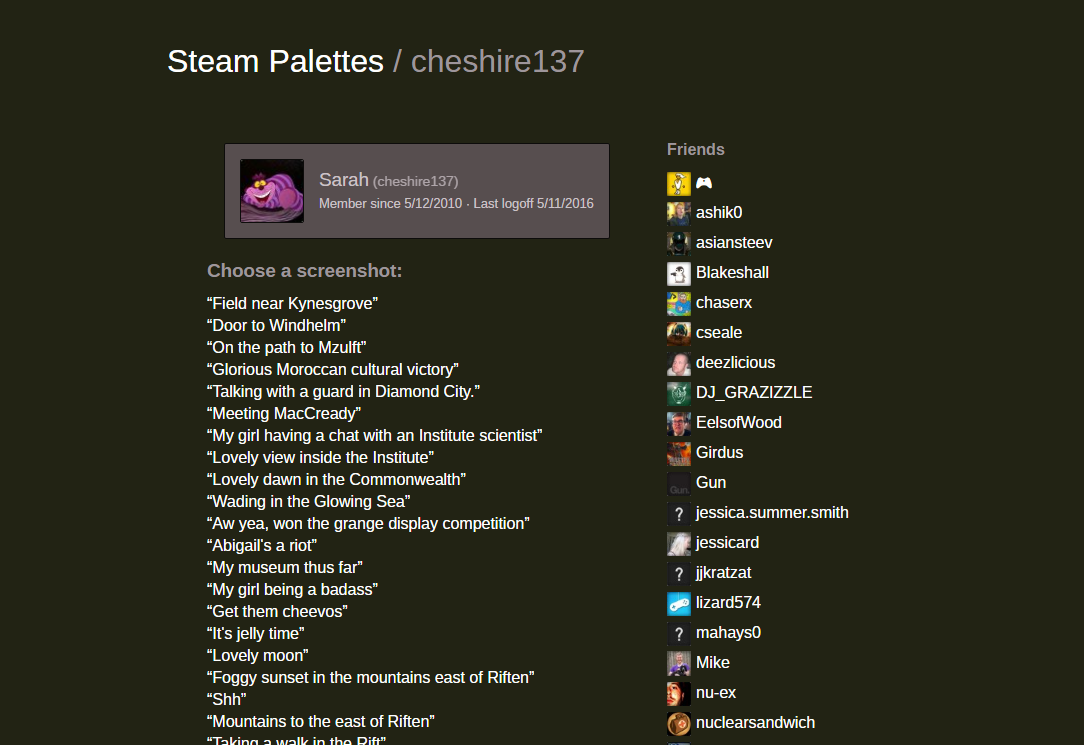 Steam Palettes / cheshire137
Sarah (cheshire137)
Member since 5/12/2010 · Last logoff 5/11/2016
Choose a screenshot:
“Field near Kynesgrove”
“Door to Windhelm”
“On the path to Mzulft”
“Glorious Moroccan cultural victory”
“Talking with a guard in Diamond City.”
“Meeting MacCready”
“My girl having a chat with an Institute scientist”
“Lovely view inside the Institute”
“Lovely dawn in the Commonwealth”
“Wading in the Glowing Sea”
“Aw yea, won the grange display competition”
“Abigail's a riot”
“My museum thus far”
“My girl being a badass”
“Get them cheevos”
“It's jelly time”
“Lovely moon”
“Foggy sunset in the mountains east of Riften”
“Shh”
“Mountains to the east of Riften”
“Taking a walk in the Rift”
Friends
🎮
ashik0
asiansteev
Blakeshall
chaserx
cseale
deezlicious
DJ_GRAZIZZLE
EelsofWood
Girdus
Gun.
Gun
?
jessica.summer.smith
jessicard
?
jjkratzat
lizard574
?
mahays0
Mike
nu-ex
nuclearsandwich